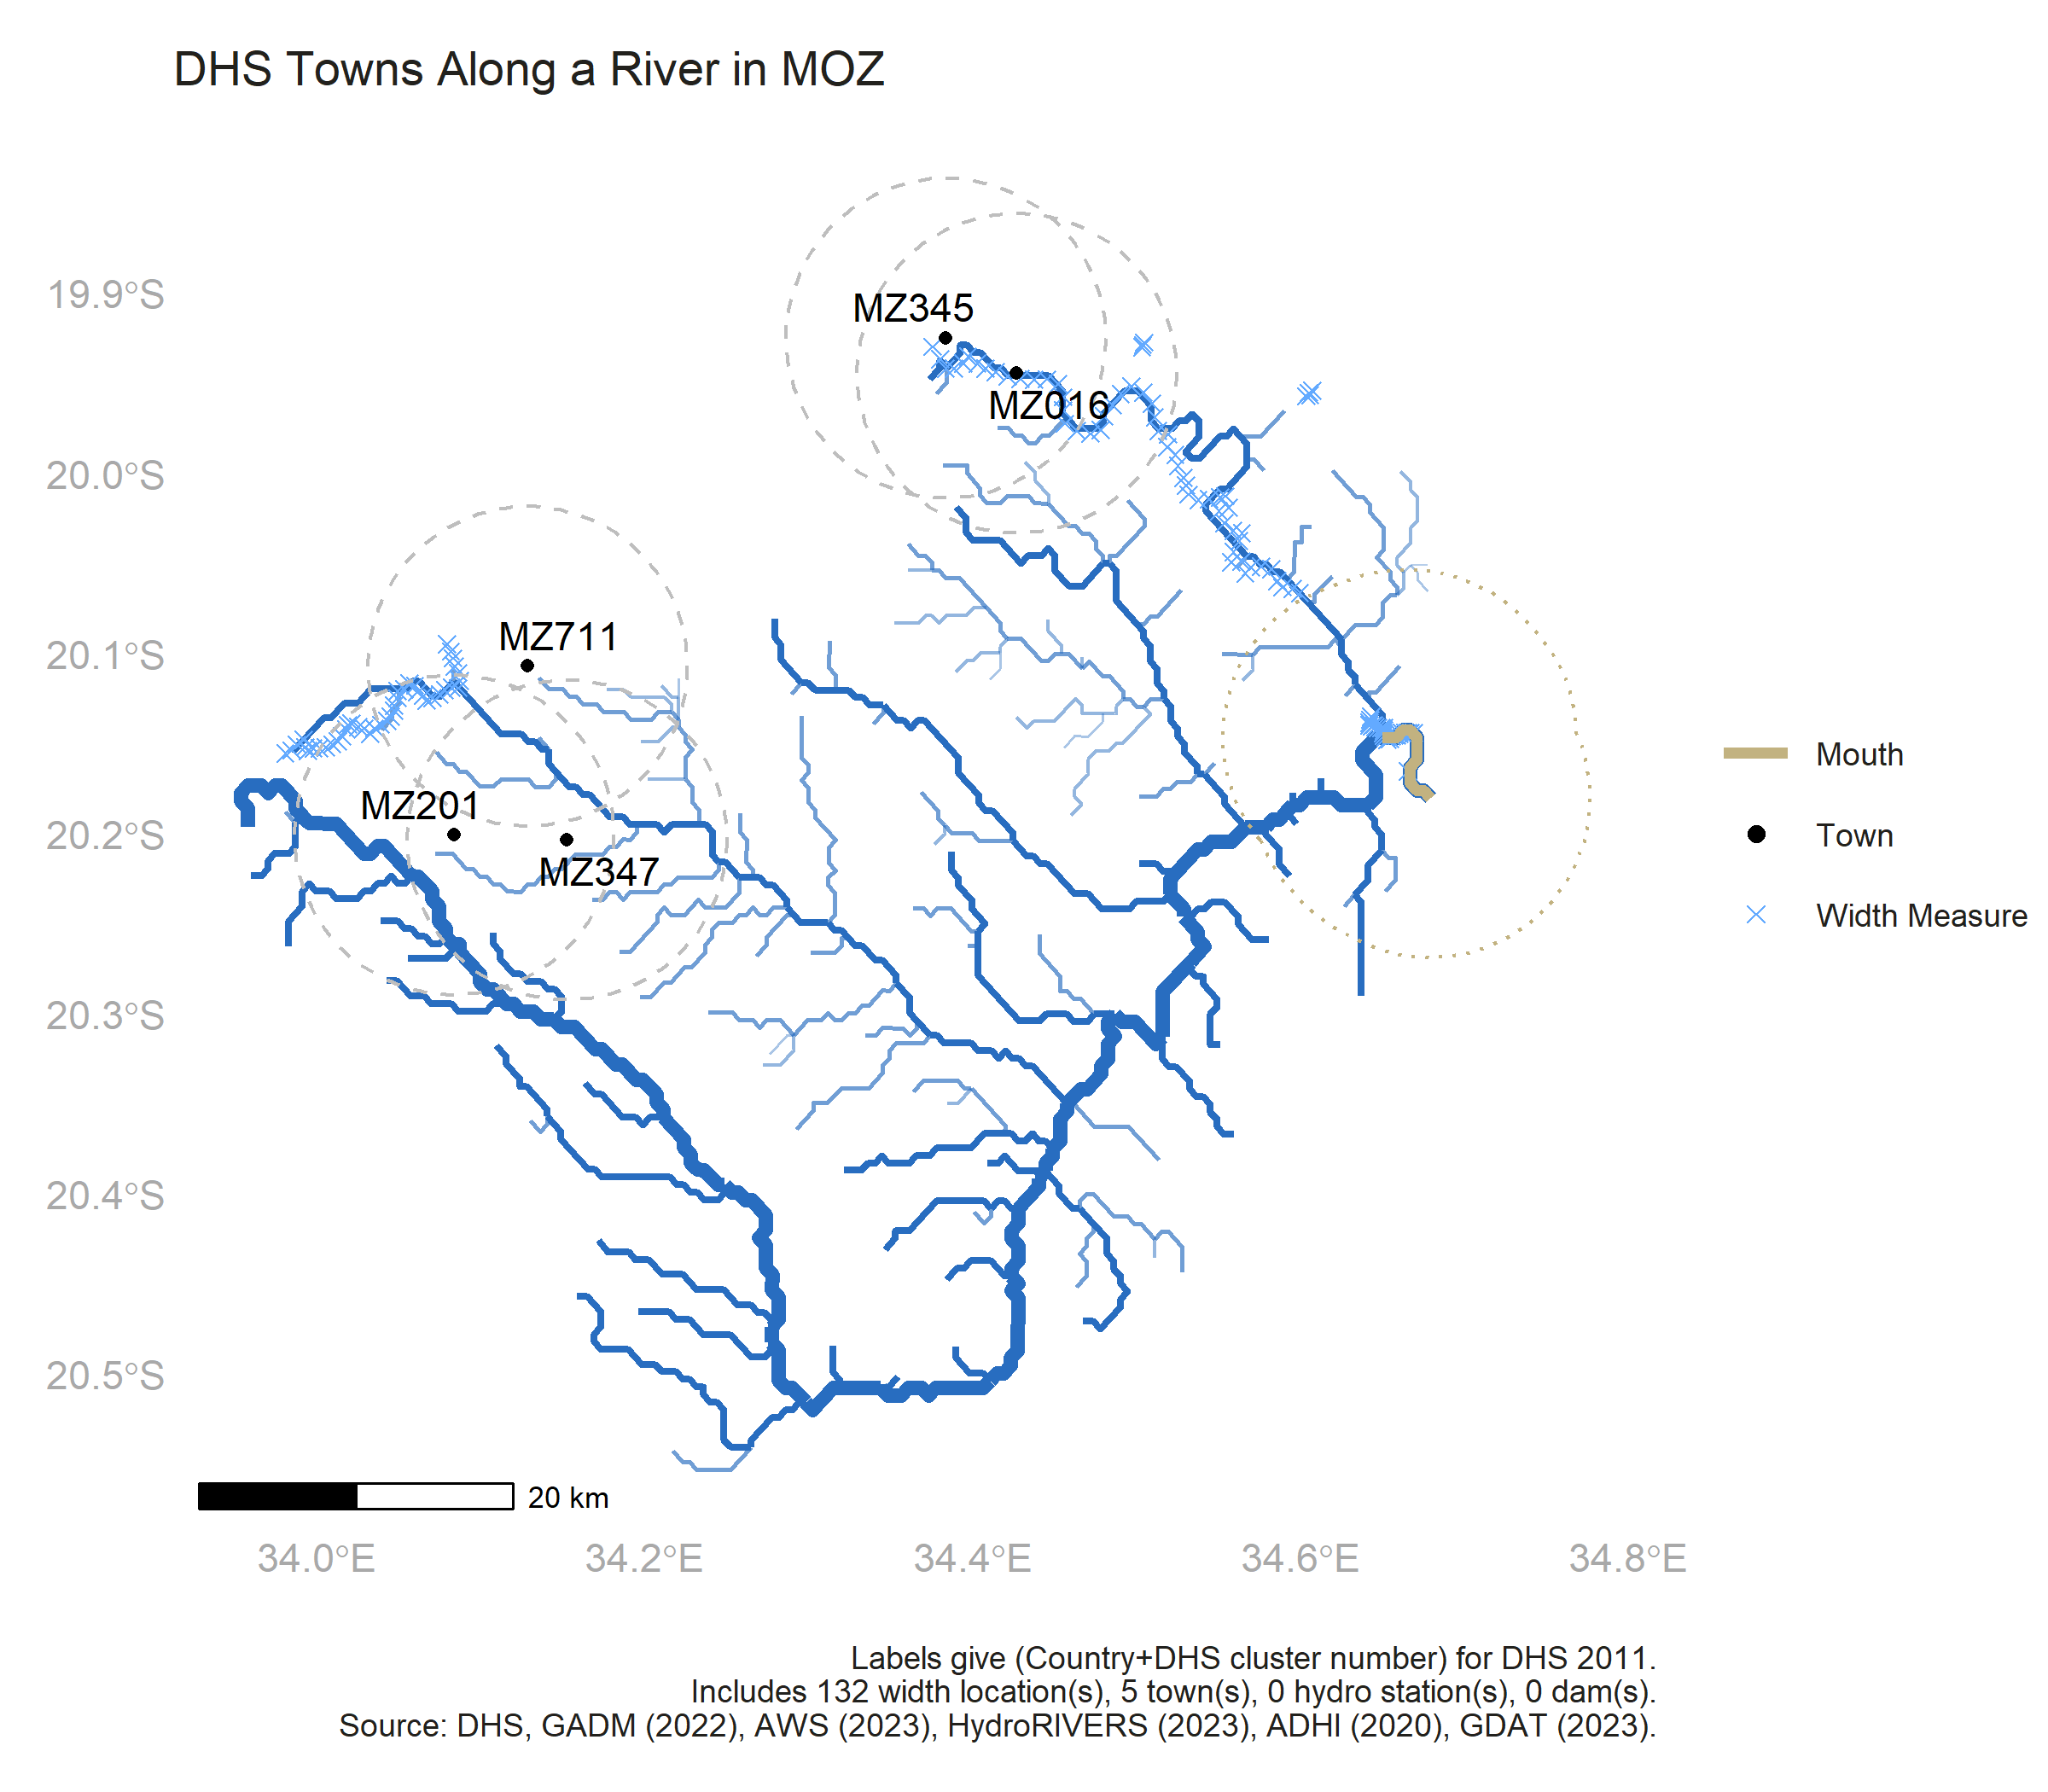 DHS Towns Along a River in MOZ
19.9°S
20.0°S
20.1°S
20.2°S
20.3°S
20.4°S
20.5°S
MZ345
MZ016
MZ711
MZ201
MZ347
Mouth
Town
Width Measure
20 km
34.0°E 34.2°E 34.4°E 34.6°E 34.8°E
Labels give (Country+DHS cluster number) for DHS 2011.
Includes 132 width location(s), 5 town(s), 0 hydro station(s), 0 dam(s).
Source: DHS, GADM (2022), AWS (2023), HydroRIVERS (2023), ADHI (2020), GDAT (2023).